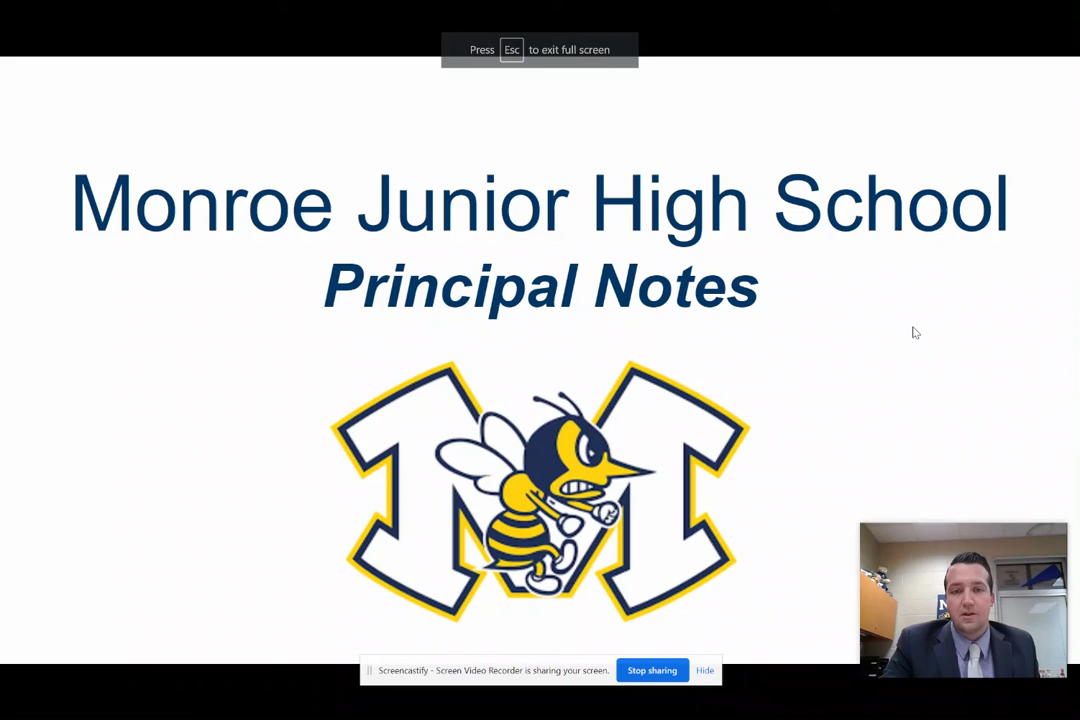 Press Esc to exit full screen
Monroe Junior High School
Principal Notes
M
Screencastify - Screen Video Recorder is sharing your screen. Stop sharing Hide